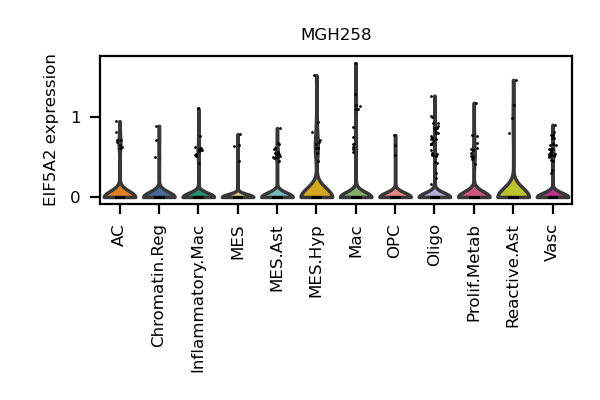 MGH258
EIF5A2 expression
1
0
AC
Chromatin.Reg
Inflammatory.Mac
MES
MES.Ast
MES.Hyp
Mac
OPC
Oligo
Prolif.Metab
Reactive.Ast
Vasc